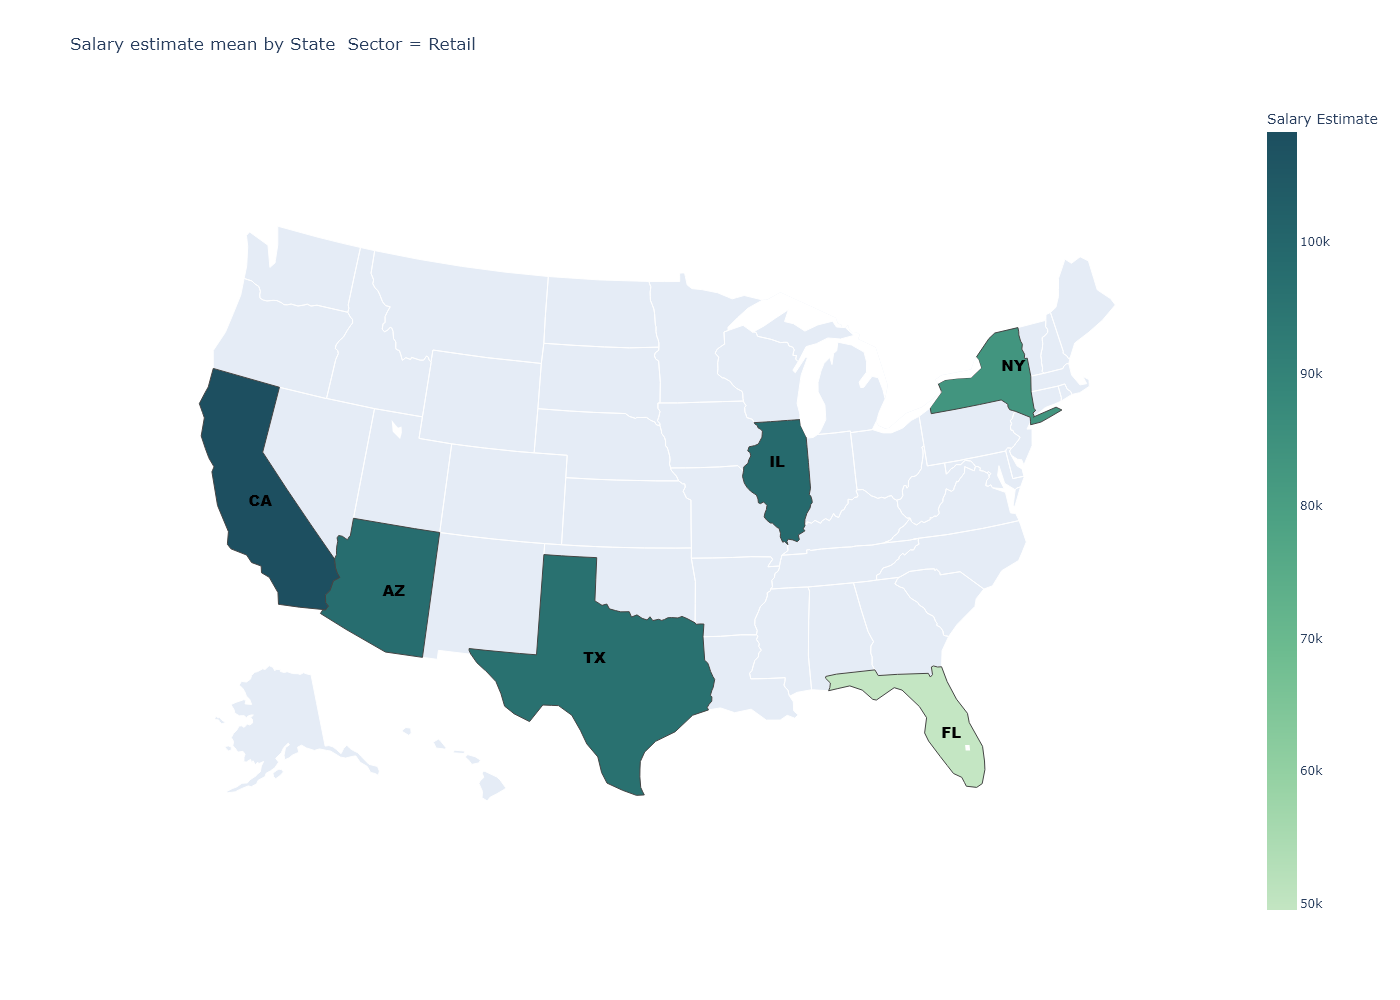 Salary estimate mean by State  Sector = Retail
Salary Estimate
100k
90k
80k
70k
60k
50k
NY
IL
CA
AZ
TX
FL